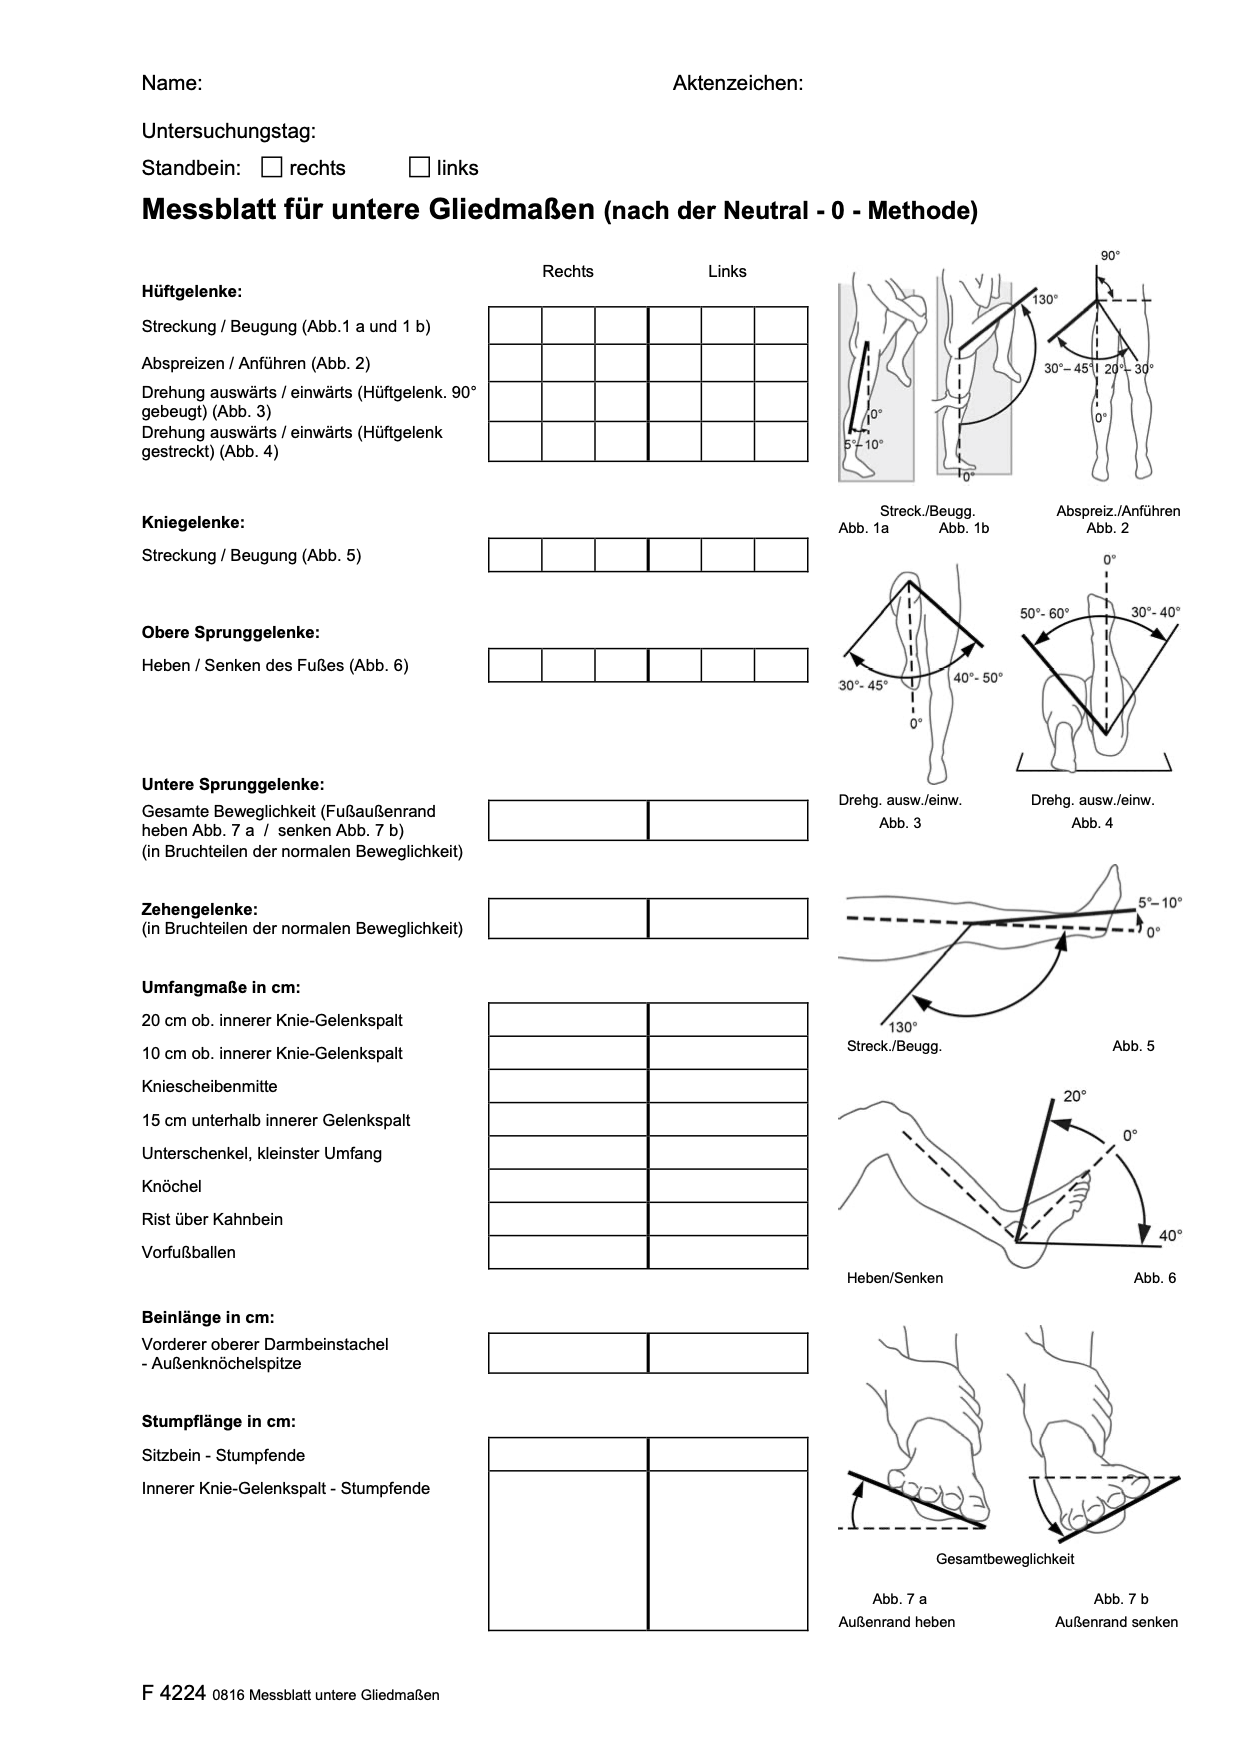 Name: Aktenzeichen:
Untersuchungstag:
Standbein: rechts links
Messblatt für untere Gliedmaßen (nach der Neutral - 0 - Methode)
Rechts Links
Hüftgelenke:
Streckung / Beugung (Abb.1 a und 1 b)
Abspreizen / Anführen (Abb. 2)
Drehung auswärts / einwärts (Hüftgelenk. 90°
gebeugt) (Abb. 3)
Drehung auswärts / einwärts (Hüftgelenk
gestreckt) (Abb. 4)
Kniegelenke:
Streckung / Beugung (Abb. 5)
Obere Sprunggelenke:
Heben / Senken des Fußes (Abb. 6)
Untere Sprunggelenke:
Gesamte Beweglichkeit (Fußaußenrand
heben Abb. 7 a / senken Abb. 7 b)
(in Bruchteilen der normalen Beweglichkeit)
Zehengelenke:
(in Bruchteilen der normalen Beweglichkeit)
Umfangmaße in cm:
20 cm ob. innerer Knie-Gelenkspalt
10 cm ob. innerer Knie-Gelenkspalt
Kniescheibenmitte
15 cm unterhalb innerer Gelenkspalt
Unterschenkel, kleinster Umfang
Knöchel
Rist über Kahnbein
Vorfußballen
Beinlänge in cm:
Vorderer oberer Darmbeinstachel
- Außenknöchelspitze
Stumpflänge in cm:
Sitzbein - Stumpfende
Innerer Knie-Gelenkspalt - Stumpfende
90°
130°
30°– 45° 20°– 30°
0°
0°
5°–10°
0°
Streck./Beugg. Abspreiz./Anführen
Abb. 1a Abb. 1b Abb. 2
0°
50°- 60° 30°- 40°
30°- 45° 40°- 50°
0°
Drehg. ausw./einw. Drehg. ausw./einw.
Abb. 3 Abb. 4
5°–10°
0°
130°
Streck./Beugg. Abb. 5
20°
0°
40°
Heben/Senken Abb. 6
Gesamtbeweglichkeit
Abb. 7 a Abb. 7 b
Außenrand heben Außenrand senken
F 4224 0816 Messblatt untere Gliedmaßen